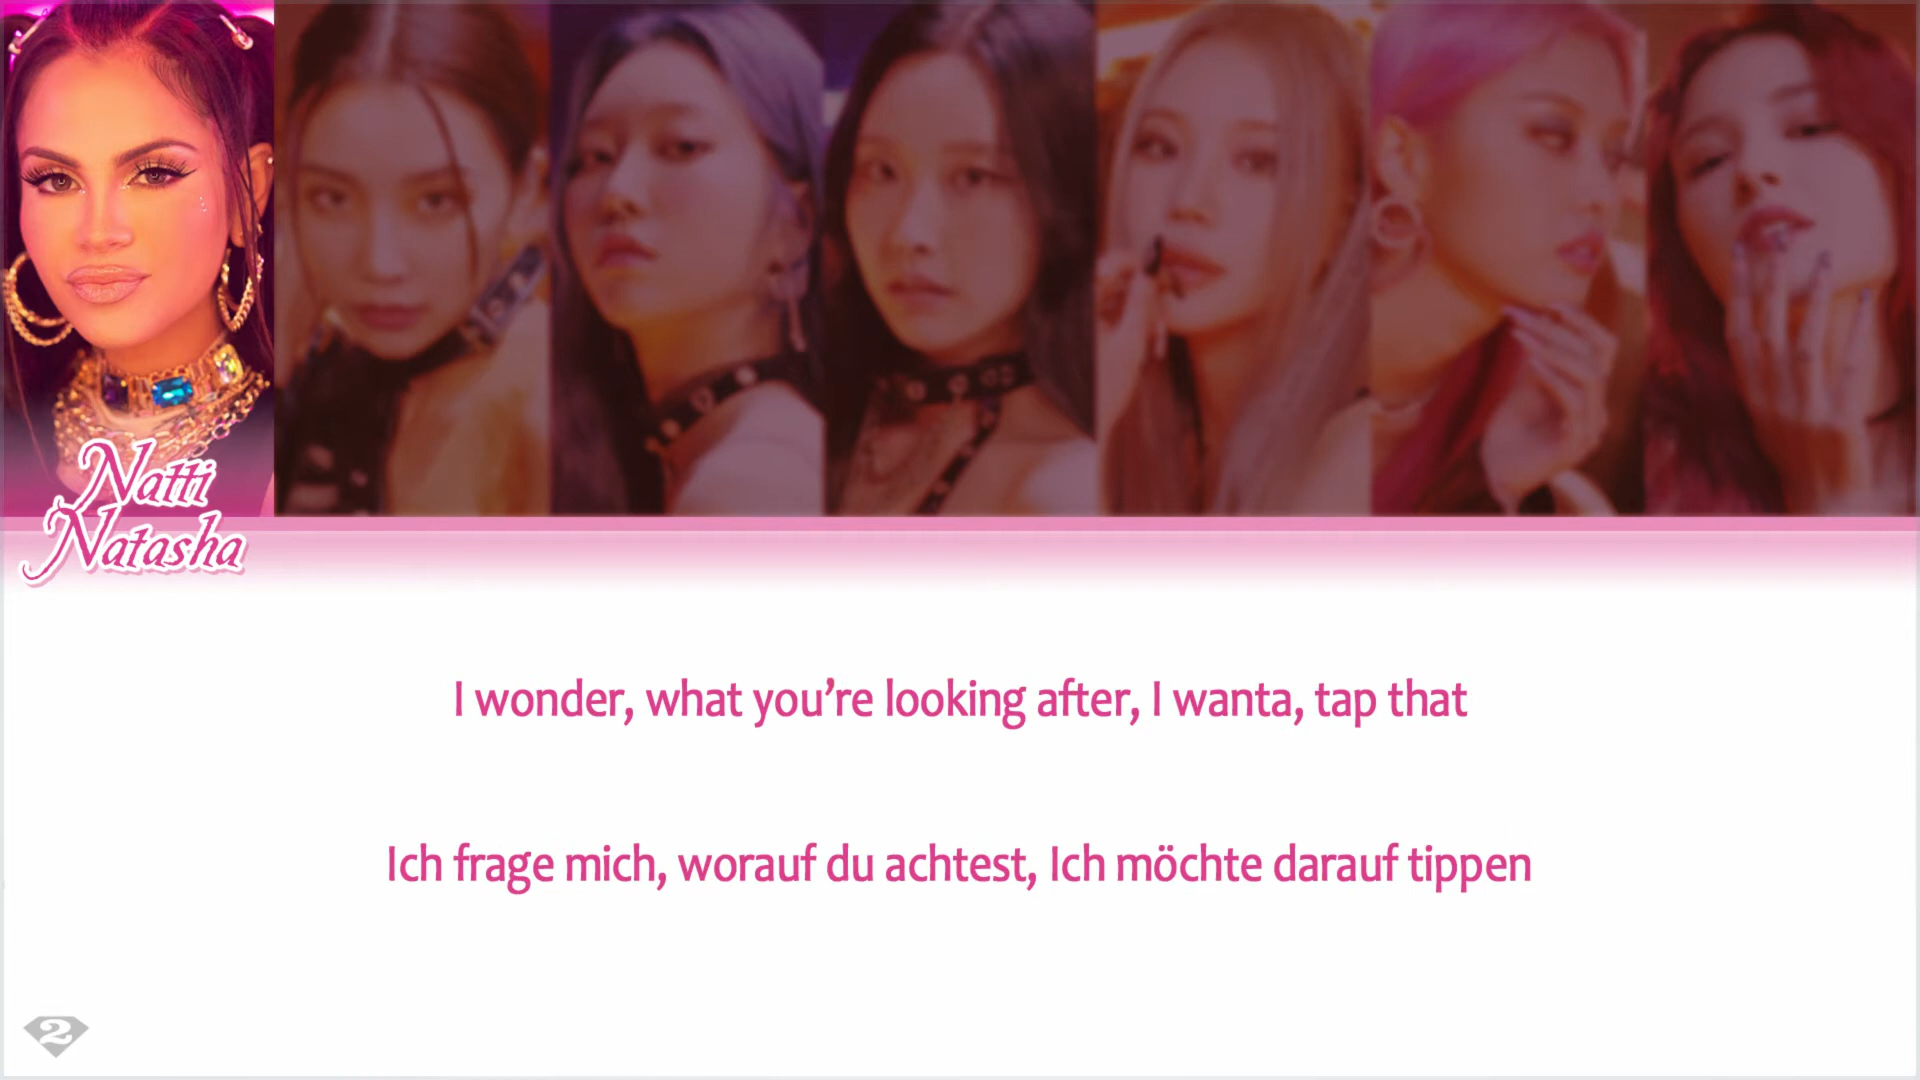 Natti
Natasha
I wonder, what you’re looking after, I wanta, tap that
Ich frage mich, worauf du achtest, Ich möchte darauf tippen
2